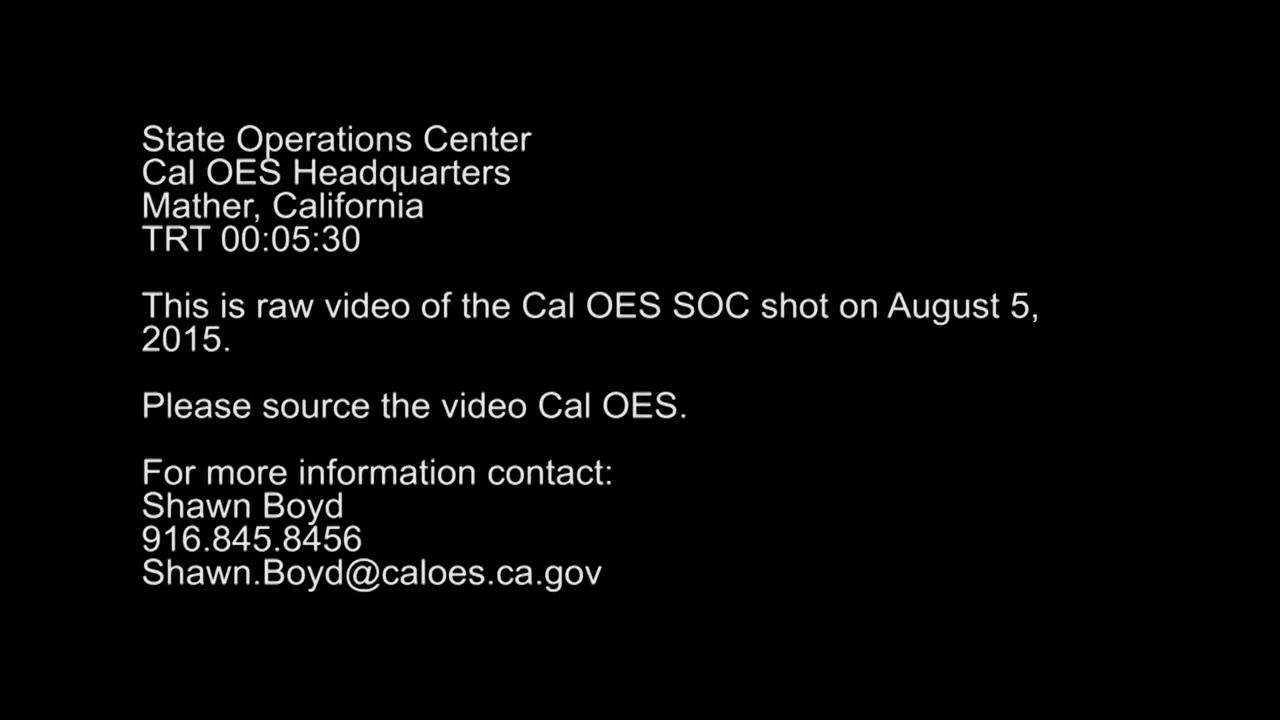 State Operations Center
Cal OES Headquarters
Mather, California
TRT 00:05:30
This is raw video of the Cal OES SOC shot on August 5,
2015.
Please source the video Cal OES.
For more information contact:
Shawn Boyd
916.845.8456
Shawn.Boyd@caloes.ca.gov